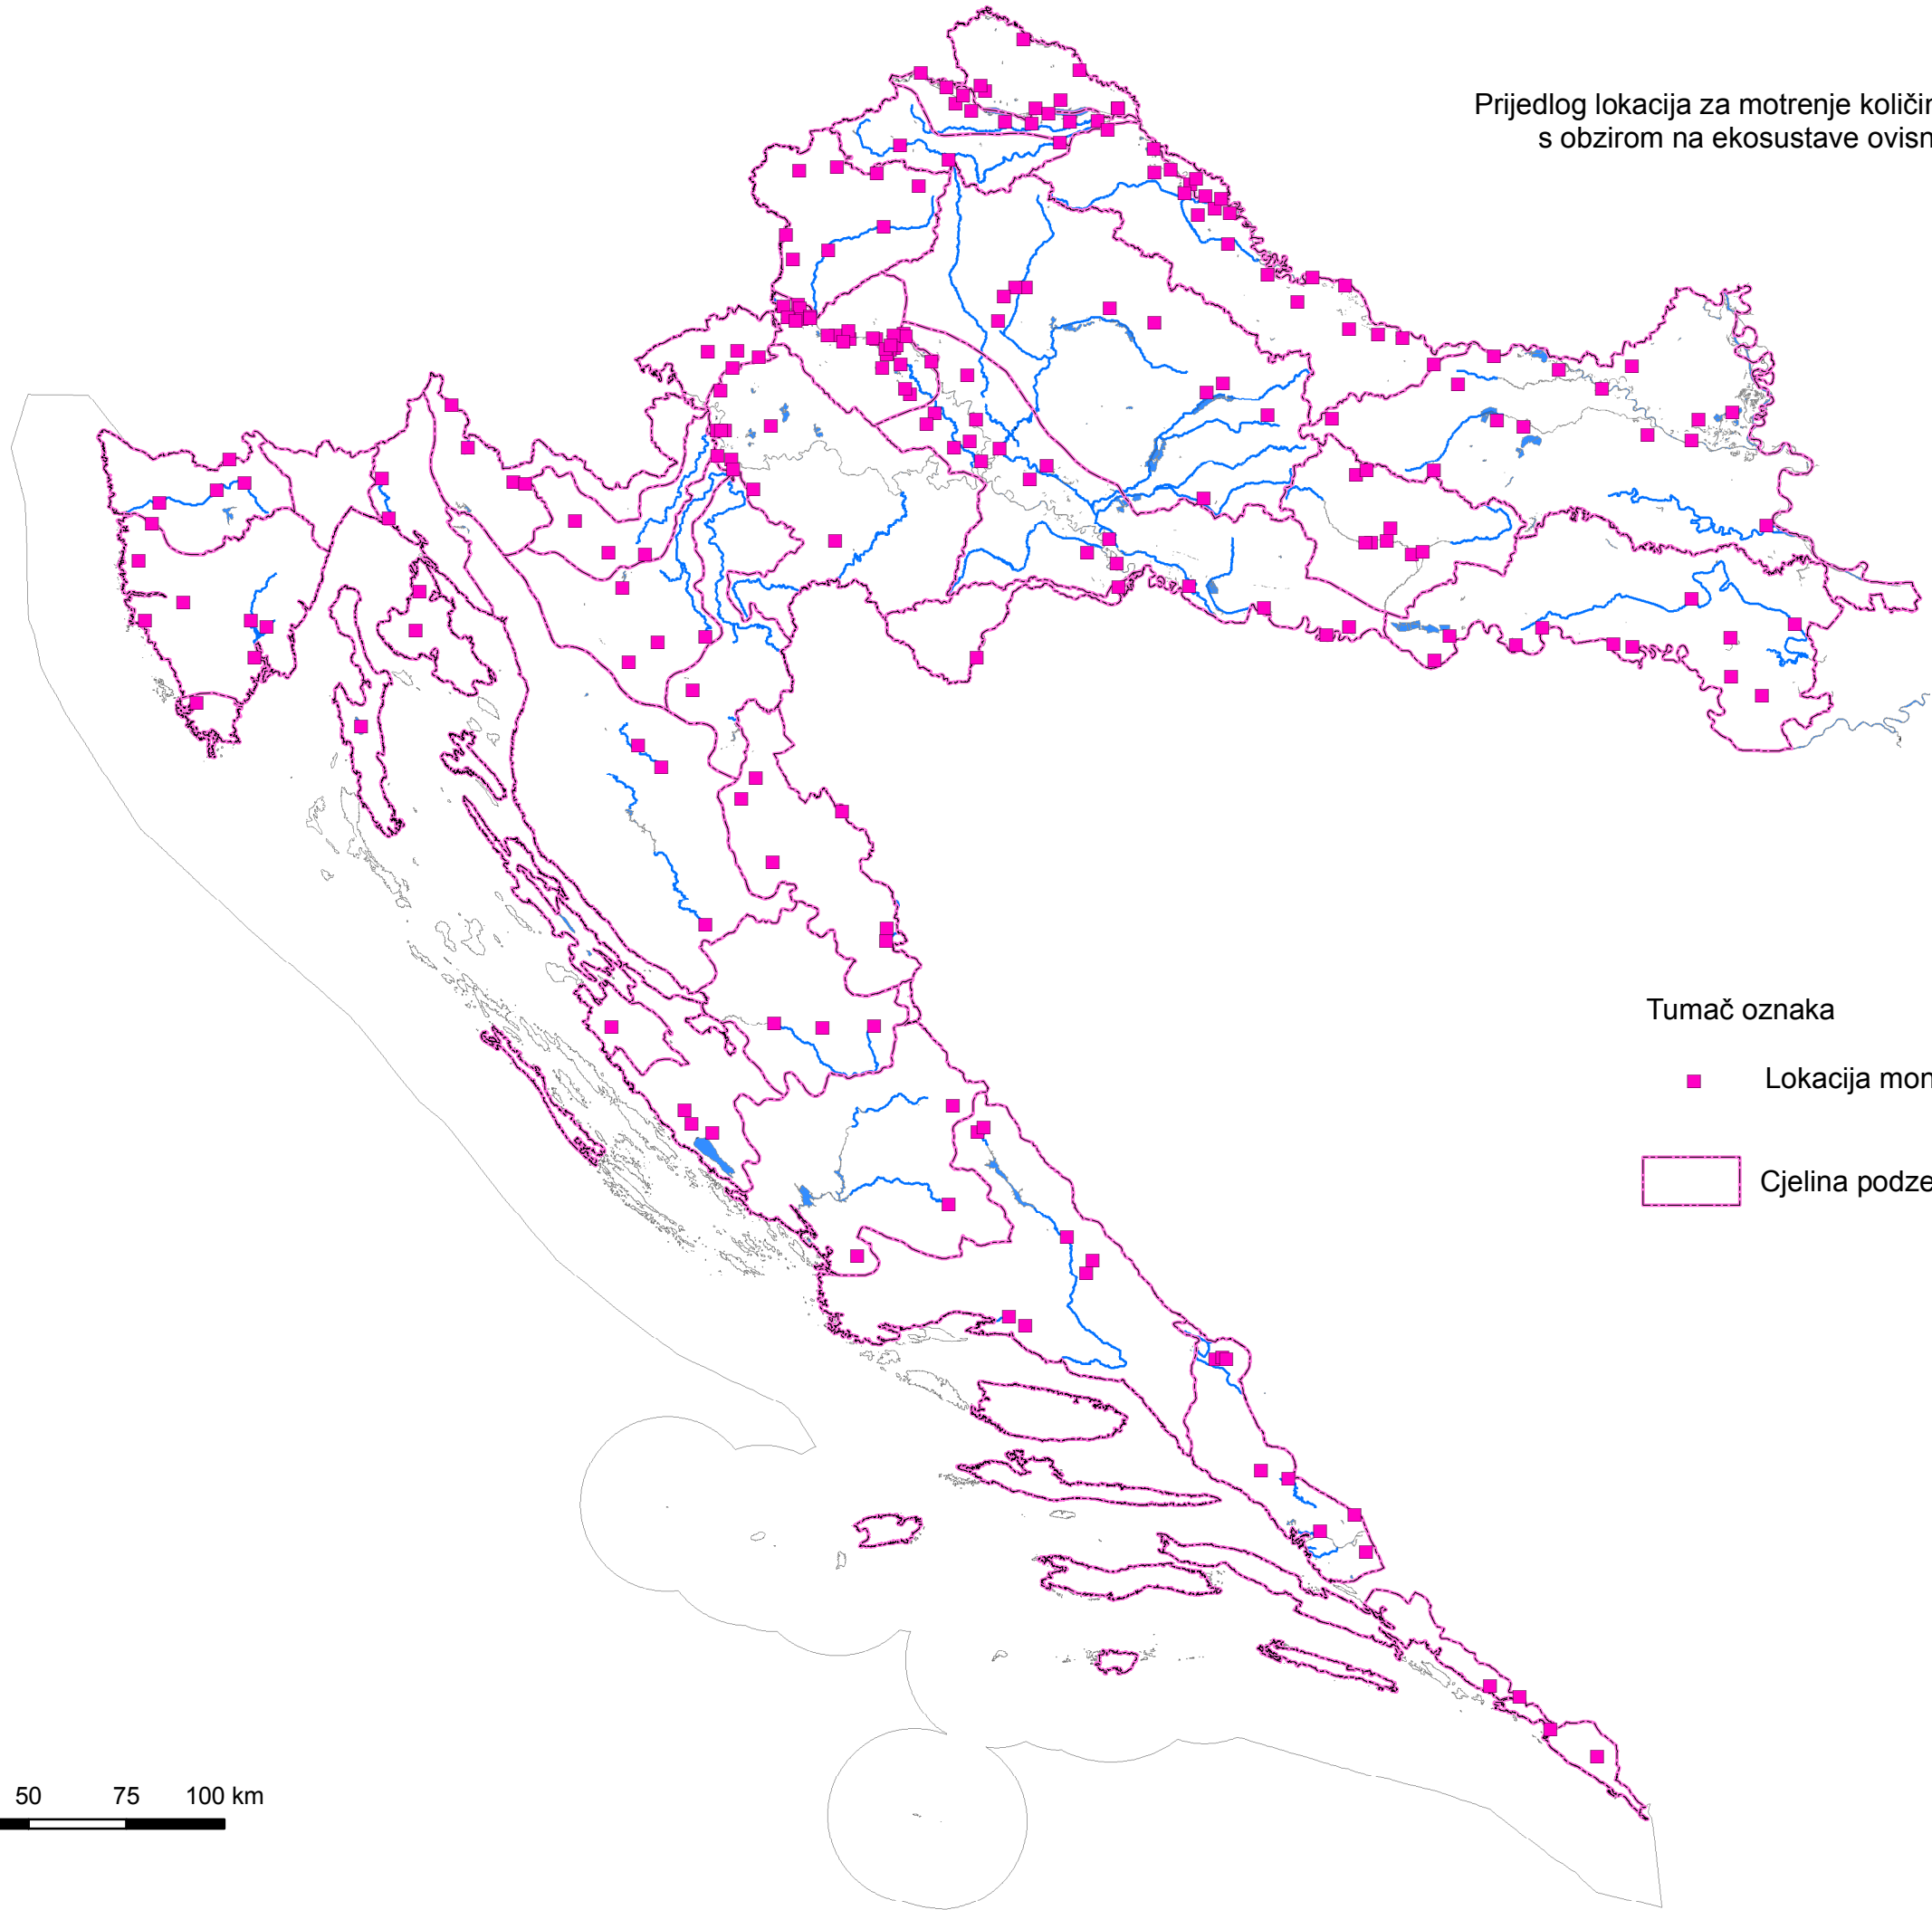 Prijedlog lokacija za motrenje količin
s obzirom na ekosustave ovisn
Tumač oznaka
Lokacija mon
Cjelina podze
50 75 100 km